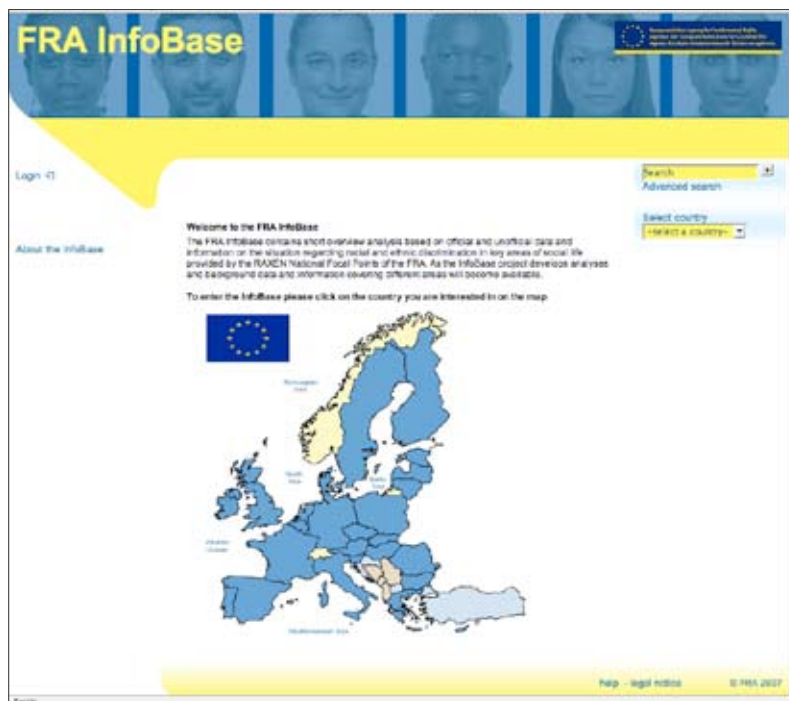 FRA InfoBase
Login
Search
Advanced search
Select country
-select a country-
About the InfoBase
Welcome to the FRA InfoBase
The FRA InfoBase contains short overview analysis based on official and unofficial data and
information on the situation regarding racial and ethnic discrimination in key areas of social life
provided by the RAXEN National Focal Points of the FRA. As the InfoBase project develops analyses
and background data and information covering different areas will become available.
To enter the InfoBase please click on the country you are interested in on the map
Norwegian
Sea
North
Sea
Baltic
Sea
Atlantic
Ocean
Mediterranean Sea
help - legal notice © FRA 2007